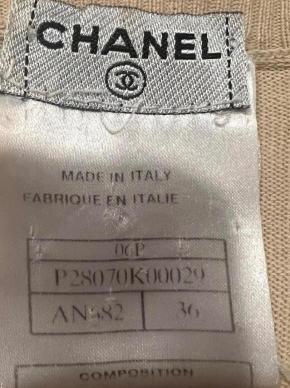 CHANEL
MADE IN ITALY
FABRIQUE EN ITALIE
06P
P28070K00029
AN582 36
COMPOSITION